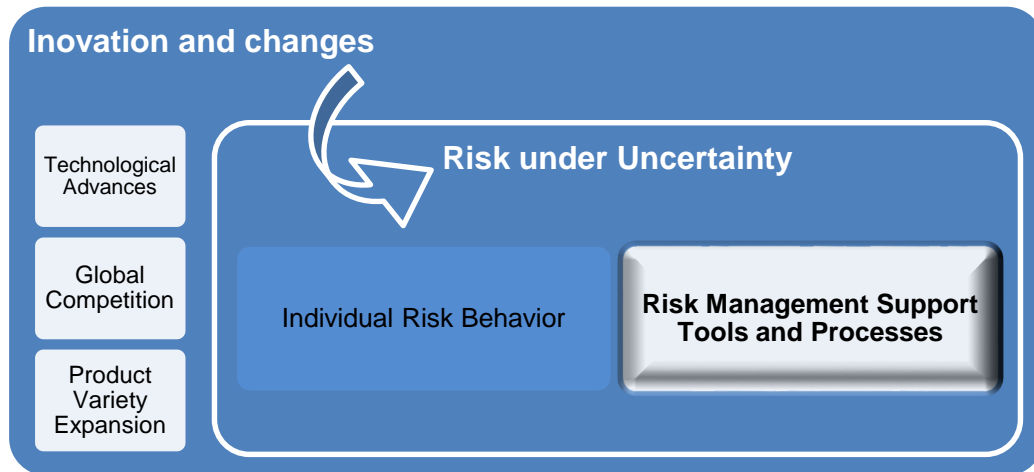 Inovation and changes
Technological
Advances
Global
Competition
Product
Variety
Expansion
Risk under Uncertainty
Individual Risk Behavior
Risk Management Support
Tools and Processes